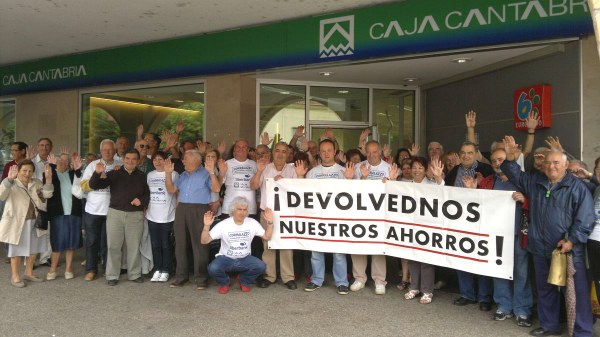 CAJA CANTABRIA
CAJA CANTABRIA
¡DEVOLVEDNOS
NUESTROS AHORROS!